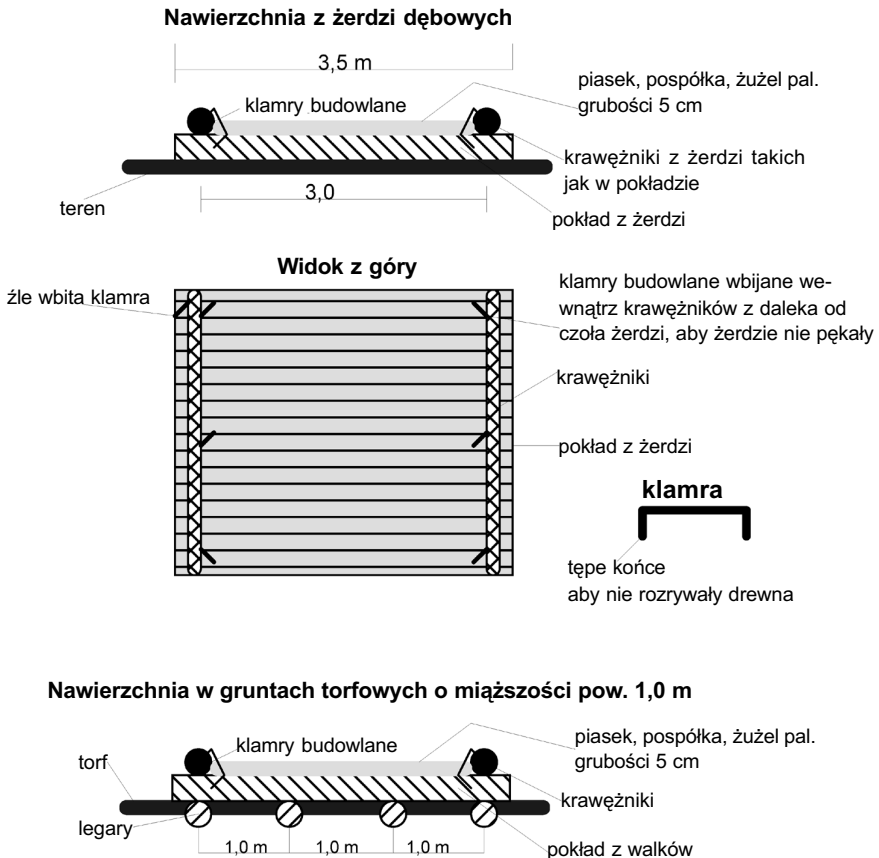 Nawierzchnia z żerdzi dębowych
3,5 m
klamry budowlane
piasek, pospółka, żużel pal.
grubości 5 cm
krawężniki z żerdzi takich
jak w pokładzie
3,0
teren
pokład z żerdzi
Widok z góry
źle wbita klamra
klamry budowlane wbijane we-
wnątrz krawężników z daleka od
czoła żerdzi, aby żerdzie nie pękały
krawężniki
pokład z żerdzi
klamra
tępe końce
aby nie rozrywały drewna
Nawierzchnia w gruntach torfowych o miąższości pow. 1,0 m
klamry budowlane
piasek, pospółka, żużel pal.
grubości 5 cm
torf
krawężniki
legary
1,0 m 1,0 m 1,0 m
pokład z walków